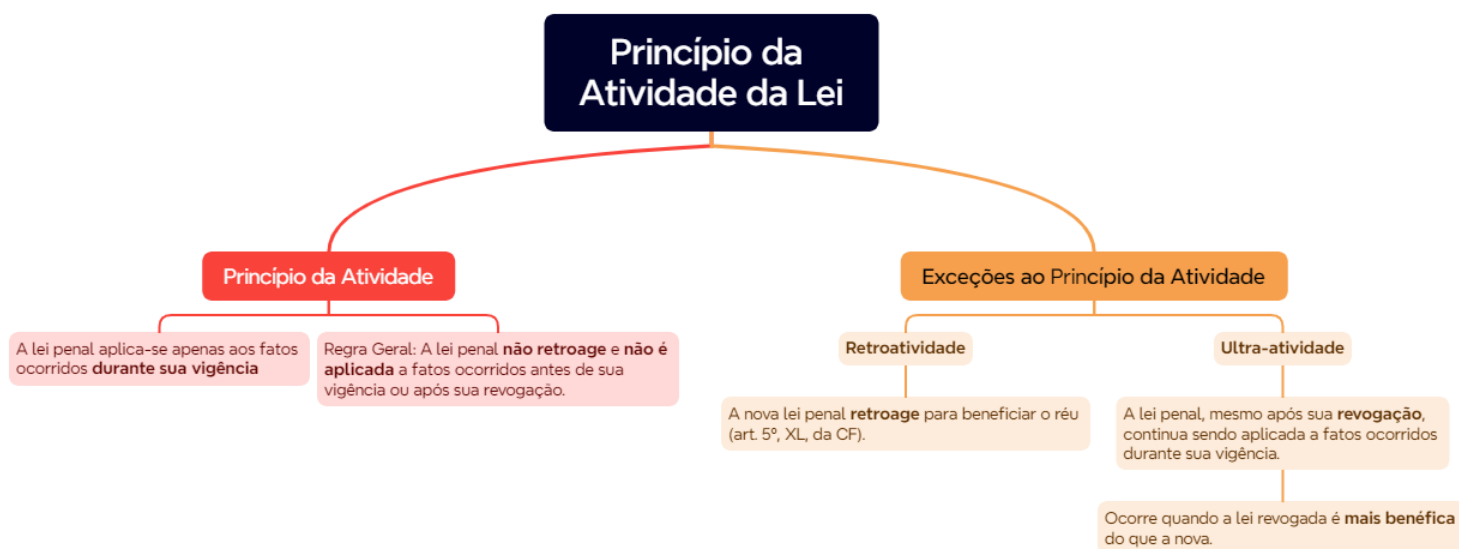 Princípio da
Atividade da Lei
Princípio da Atividade
A lei penal aplica-se apenas aos fatos
ocorridos durante sua vigência
Regra Geral: A lei penal não retroage e não é
aplicada a fatos ocorridos antes de sua
vigência ou após sua revogação.
Exceções ao Princípio da Atividade
Retroatividade
A nova lei penal retroage para beneficiar o réu
(art. 5º, XL, da CF).
Ultra-atividade
A lei penal, mesmo após sua revogação,
continua sendo aplicada a fatos ocorridos
durante sua vigência.
Ocorre quando a lei revogada é mais benéfica
do que a nova.